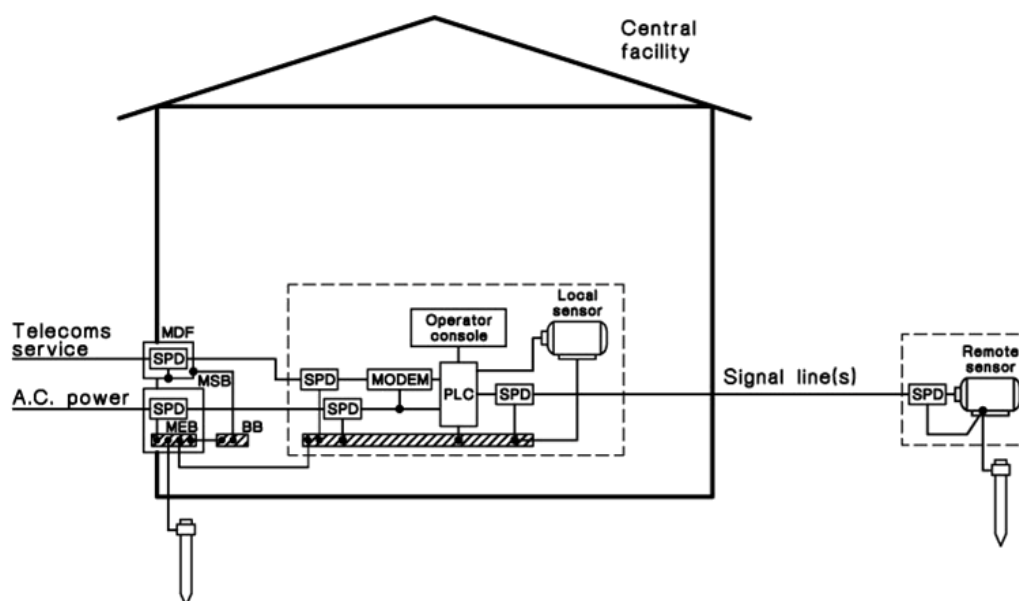 Central
facility
Telecoms
service
MDF
SPD
MSB
A.C. power
SPD
MEB
BB
SPD
MODEM
SPD
Operator
console
PLC
Local
sensor
SPD
Signal line(s)
SPD
Remote
sensor